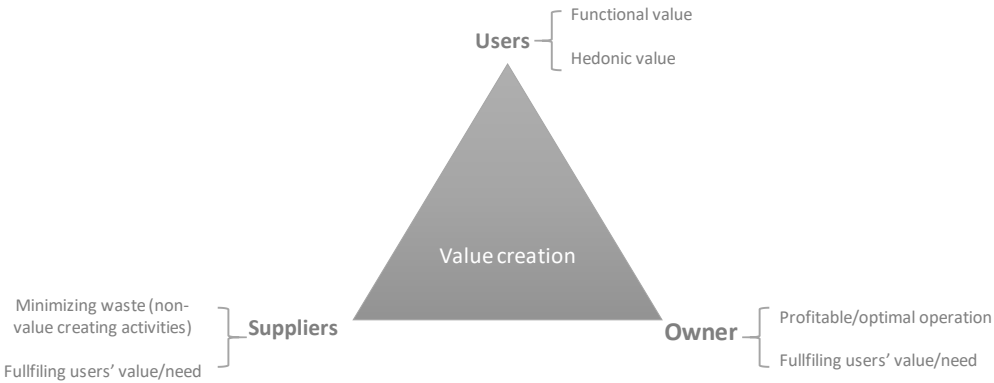 Functional value
Users
Hedonic value
Value creation
Minimizing waste (non-
value creating activities)
Suppliers
Fullfiling users' value/need
Profitable/optimal operation
Owner
Fullfiling users' value/need